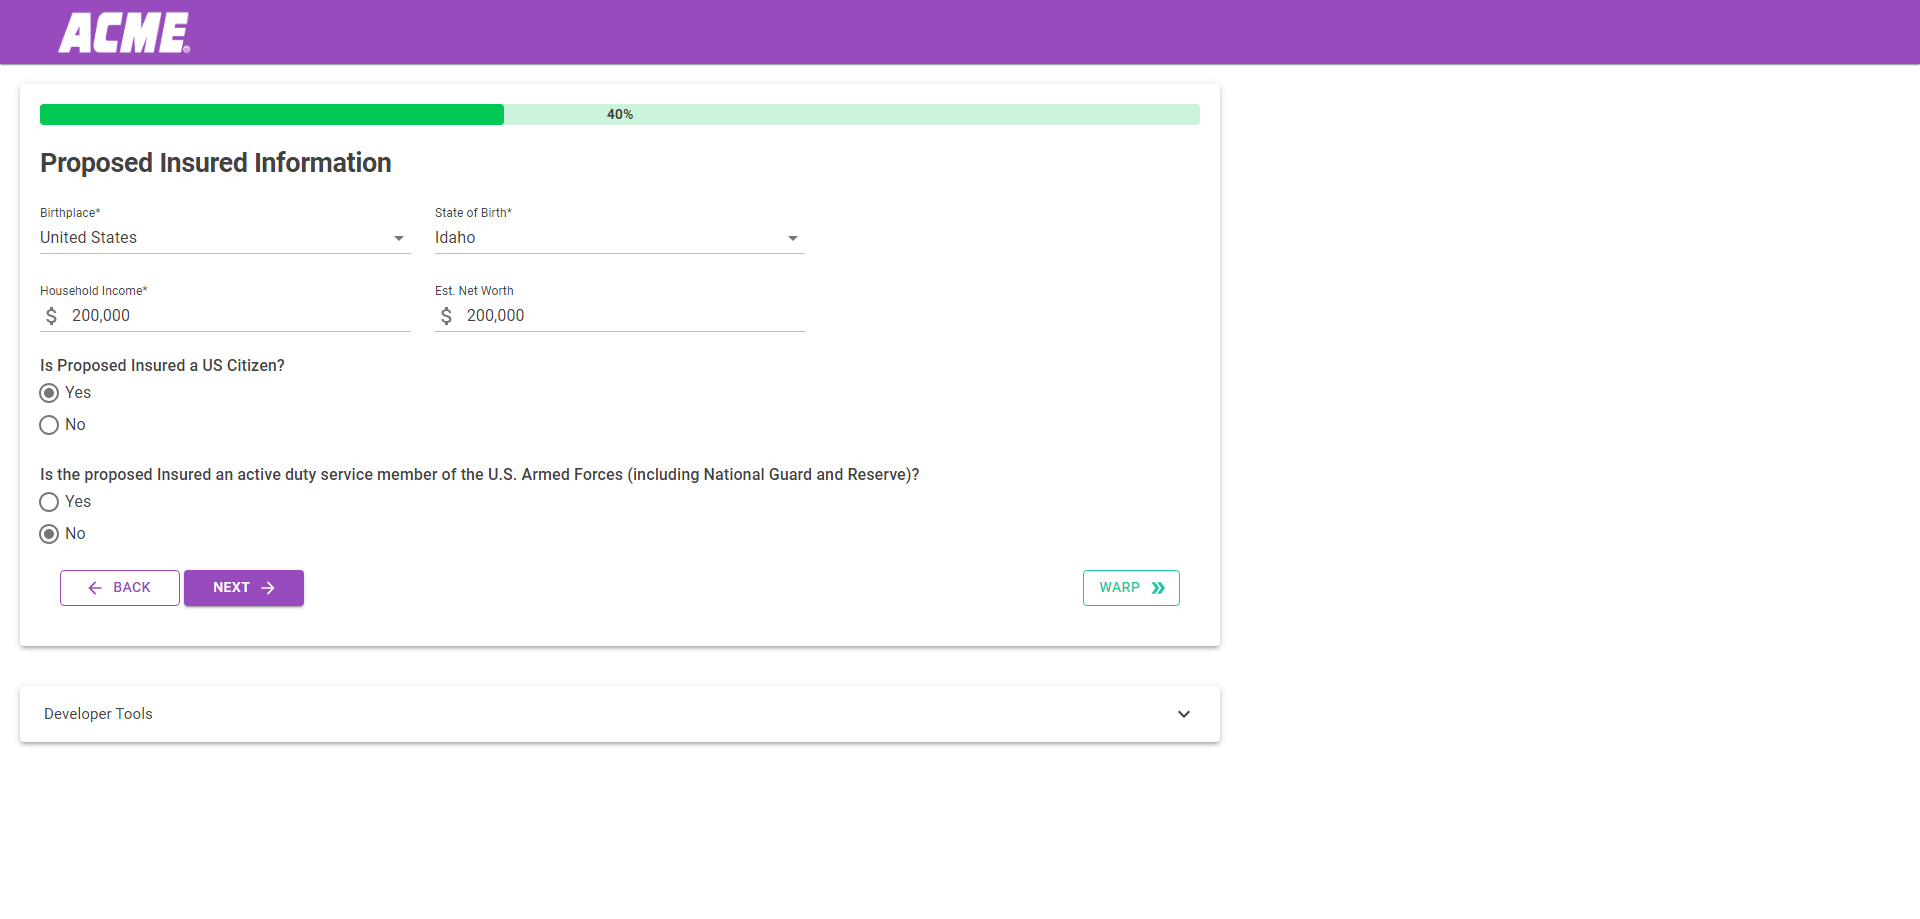 ACME®
40%
Proposed Insured Information
Birthplace* State of Birth*
United States Idaho
Household Income* Est. Net Worth
$ 200,000 $ 200,000
Is Proposed Insured a US Citizen?
Yes
No
Is the proposed Insured an active duty service member of the U.S. Armed Forces (including National Guard and Reserve)?
Yes
No
BACK NEXT WARP
Developer Tools